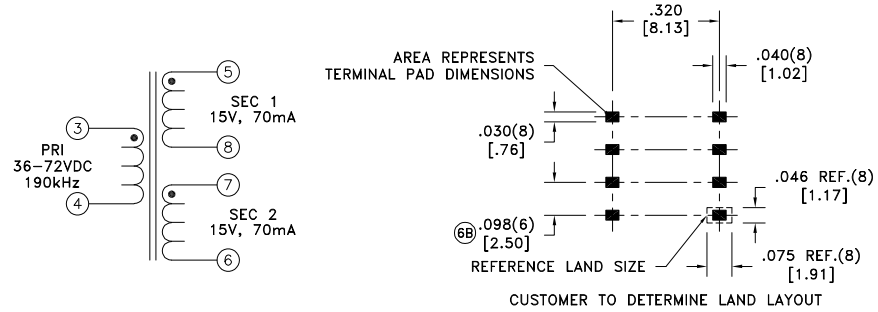 3
4
PRI
36-72VDC
190kHz
5
SEC 1
15V, 70mA
8
7
SEC 2
15V, 70mA
6
.320
[8.13]
AREA REPRESENTS
TERMINAL PAD DIMENSIONS
.040(8)
[1.02]
.030(8)
[.76]
.046 REF.(8)
[1.17]
6B
.098(6)
[2.50]
REFERENCE LAND SIZE
.075 REF.(8)
[1.91]
CUSTOMER TO DETERMINE LAND LAYOUT